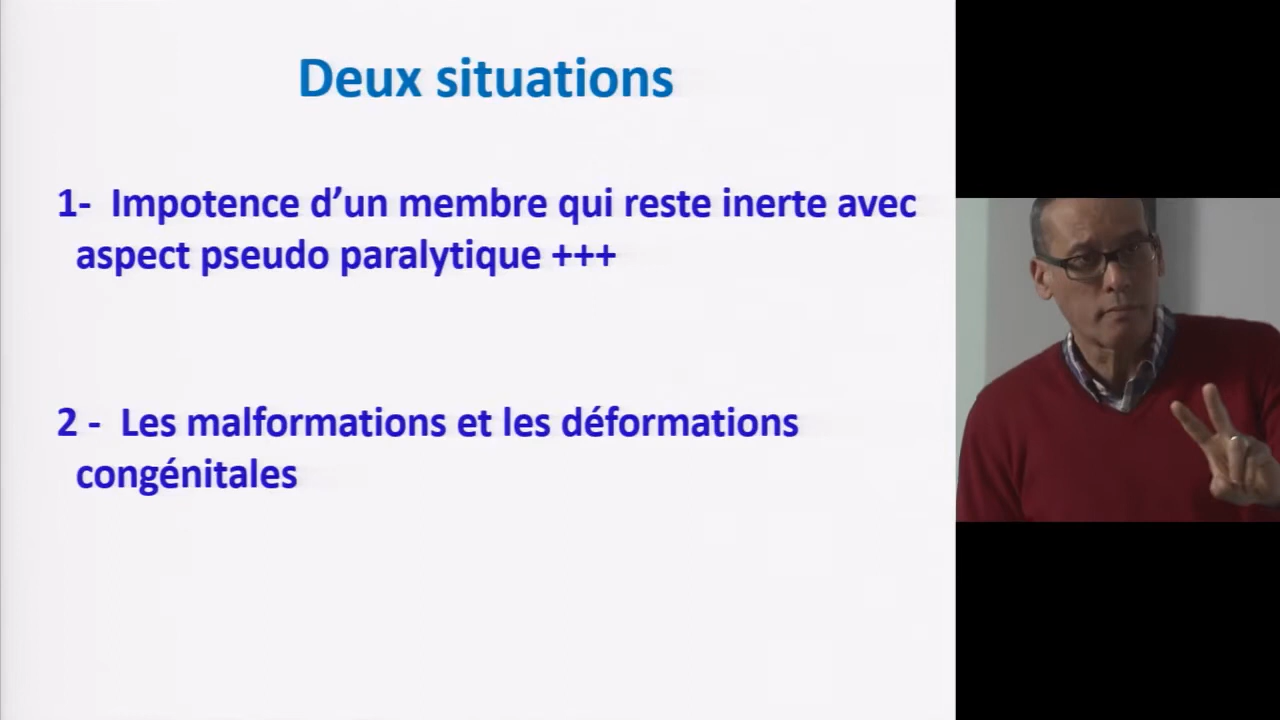 Deux situations
1- Impotence d’un membre qui reste inerte avec
aspect pseudo paralytique +++
2 - Les malformations et les déformations
congénitales